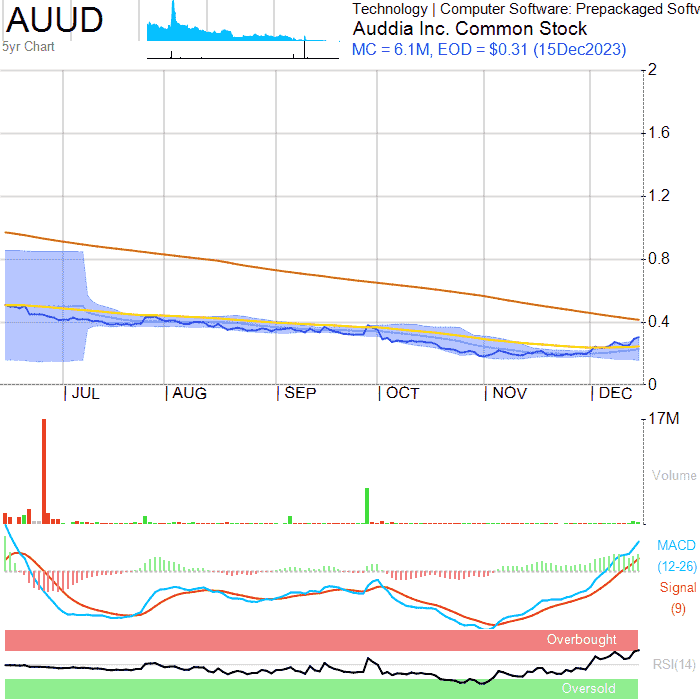 AUUD
5yr Chart
Technology | Computer Software: Prepackaged Softw
Auddia Inc. Common Stock
MC = 6.1M, EOD = $0.31 (15Dec2023)
2
1.6
1.2
0.8
0.4
0
| JUL | AUG | SEP | OCT | NOV | DEC
17M
Volume
MACD
(12-26)
Signal
(9)
Overbought
RSI(14)
Oversold